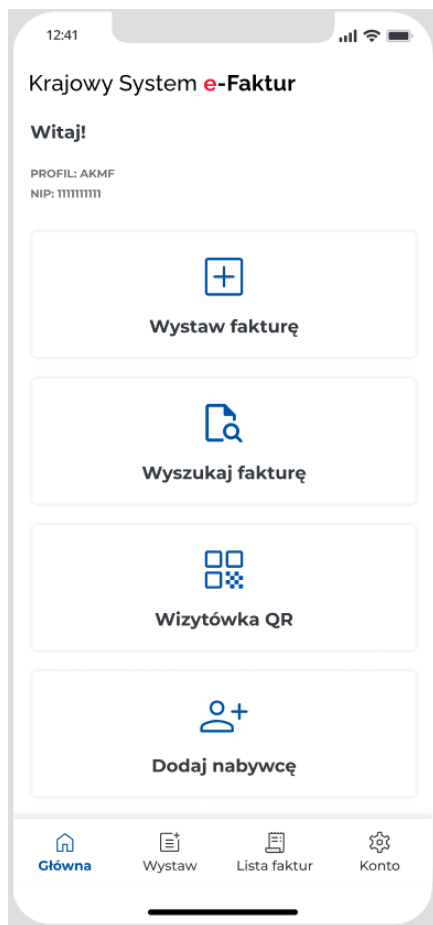 12:41
Krajowy System e-Faktur
Witaj!
PROFIL: AKMF
NIP: 1111111111
Wystaw fakturę
Wyszukaj fakturę
Wizytówka QR
Dodaj nabywcę
Główna Wystaw Lista faktur Konto